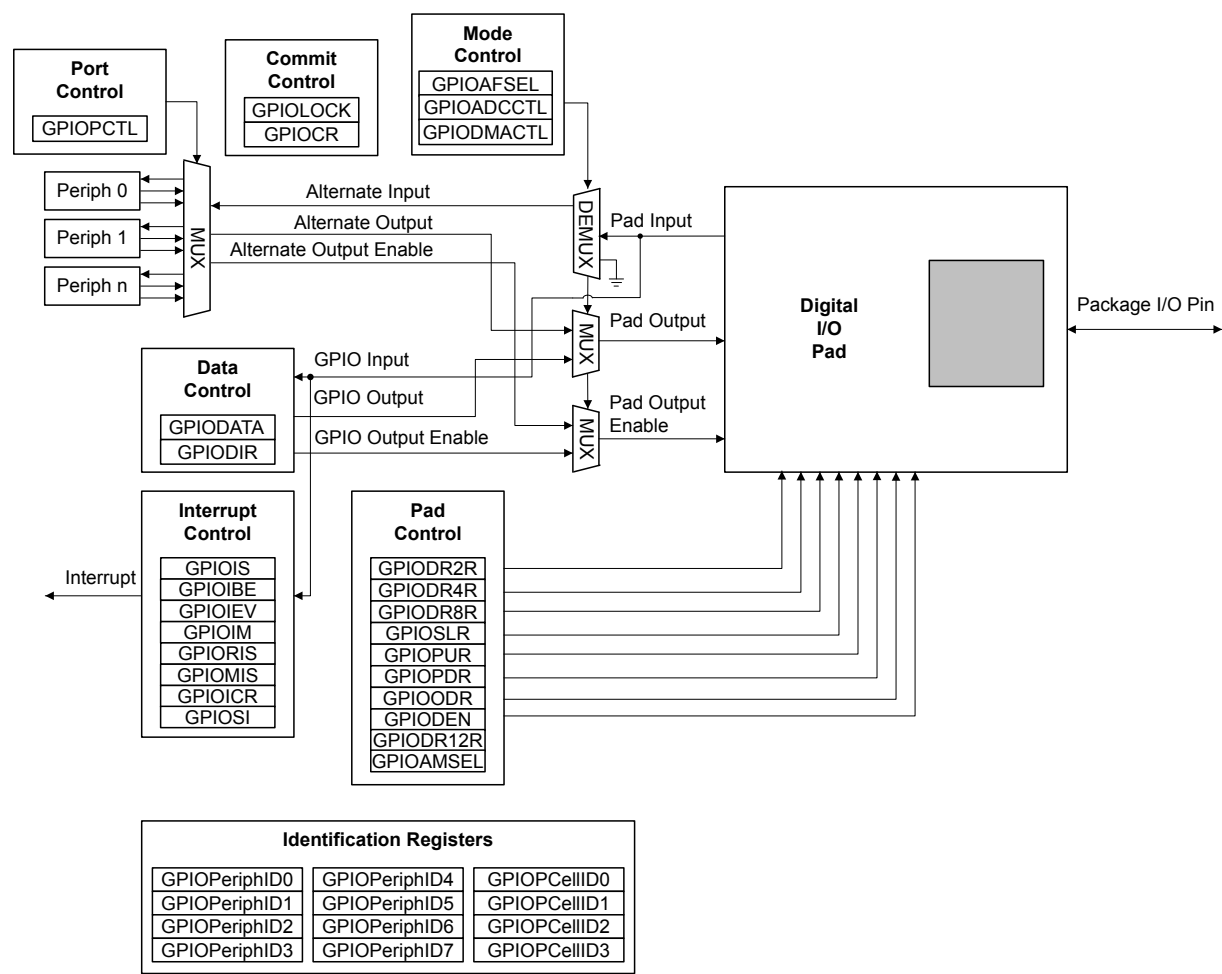 Port
Control
GPIOPCTL
Commit
Control
GPIOLOCK
GPIOCR
Mode
Control
GPIOAFSEL
GPIOADCCTL
GPIODMACTL
Periph 0
Periph 1
Periph n
MUX
Alternate Input
Alternate Output
Alternate Output Enable
DEMUX
Pad Input
MUX
Pad Output
MUX
Pad Output
Enable
Digital
I/O
Pad
Package I/O Pin
Data
Control
GPIODATA
GPIODIR
GPIO Input
GPIO Output
GPIO Output Enable
Interrupt
Control
GPIOIS
GPIOIBE
GPIOIEV
GPIOIM
GPIORIS
GPIOMIS
GPIOICR
GPIOSI
Interrupt
Pad
Control
GPIODR2R
GPIODR4R
GPIODR8R
GPIOSLR
GPIOPUR
GPIOPDR
GPIOODR
GPIODEN
GPIODR12R
GPIOAMSEL
Identification Registers
GPIOPeriphID0 GPIOPeriphID4 GPIOPCellID0
GPIOPeriphID1 GPIOPeriphID5 GPIOPCellID1
GPIOPeriphID2 GPIOPeriphID6 GPIOPCellID2
GPIOPeriphID3 GPIOPeriphID7 GPIOPCellID3